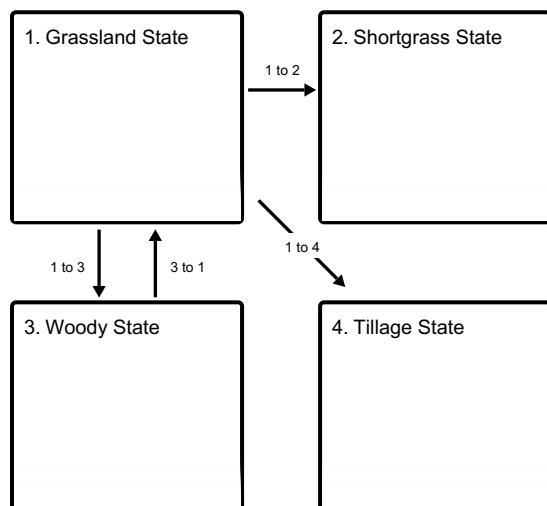 1. Grassland State
2. Shortgrass State
1 to 2
1 to 4
1 to 3
3 to 1
3. Woody State
4. Tillage State